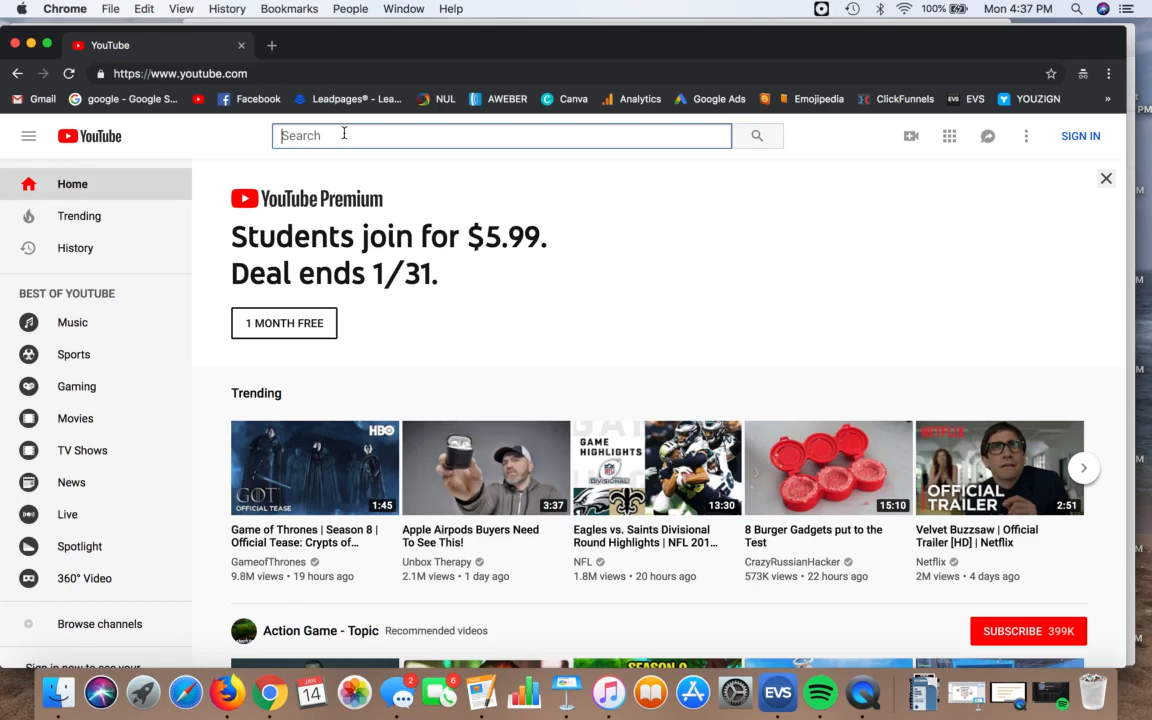 Chrome File Edit View History Bookmarks People Window Help 100% Mon 4:37 PM
YouTube
https://www.youtube.com
Gmail google - Google S... Facebook Leadpages® - Lea... NUL AWEBER Canva Analytics Google Ads Emojipedia ClickFunnels EVS EVS YOUZIGN »
YouTube Search SIGN IN
Home
Trending
History
BEST OF YOUTUBE
Music
Sports
Gaming
Movies
TV Shows
News
Live
Spotlight
360° Video
Browse channels
YouTube Premium
Students join for $5.99.
Deal ends 1/31.
1 MONTH FREE
Trending
HBO
GOT
OFFICIAL TEASE
1:45
Game of Thrones | Season 8 |
Official Tease: Crypts of...
GameofThrones
9.8M views • 19 hours ago
3:37
Apple Airpods Buyers Need
To See This!
Unbox Therapy
2.1M views • 1 day ago
GAME
HIGHLIGHTS
NFL
DIVISIONAL
13:30
Eagles vs. Saints Divisional
Round Highlights | NFL 201...
NFL
1.8M views • 20 hours ago
15:10
8 Burger Gadgets put to the
Test
CrazyRussianHacker
573K views • 22 hours ago
NETFLIX
OFFICIAL
TRAILER
2:51
Velvet Buzzsaw | Official
Trailer [HD] | Netflix
Netflix
2M views • 4 days ago
Action Game - Topic Recommended videos SUBSCRIBE 399K
JAN
14
2
6
EVS